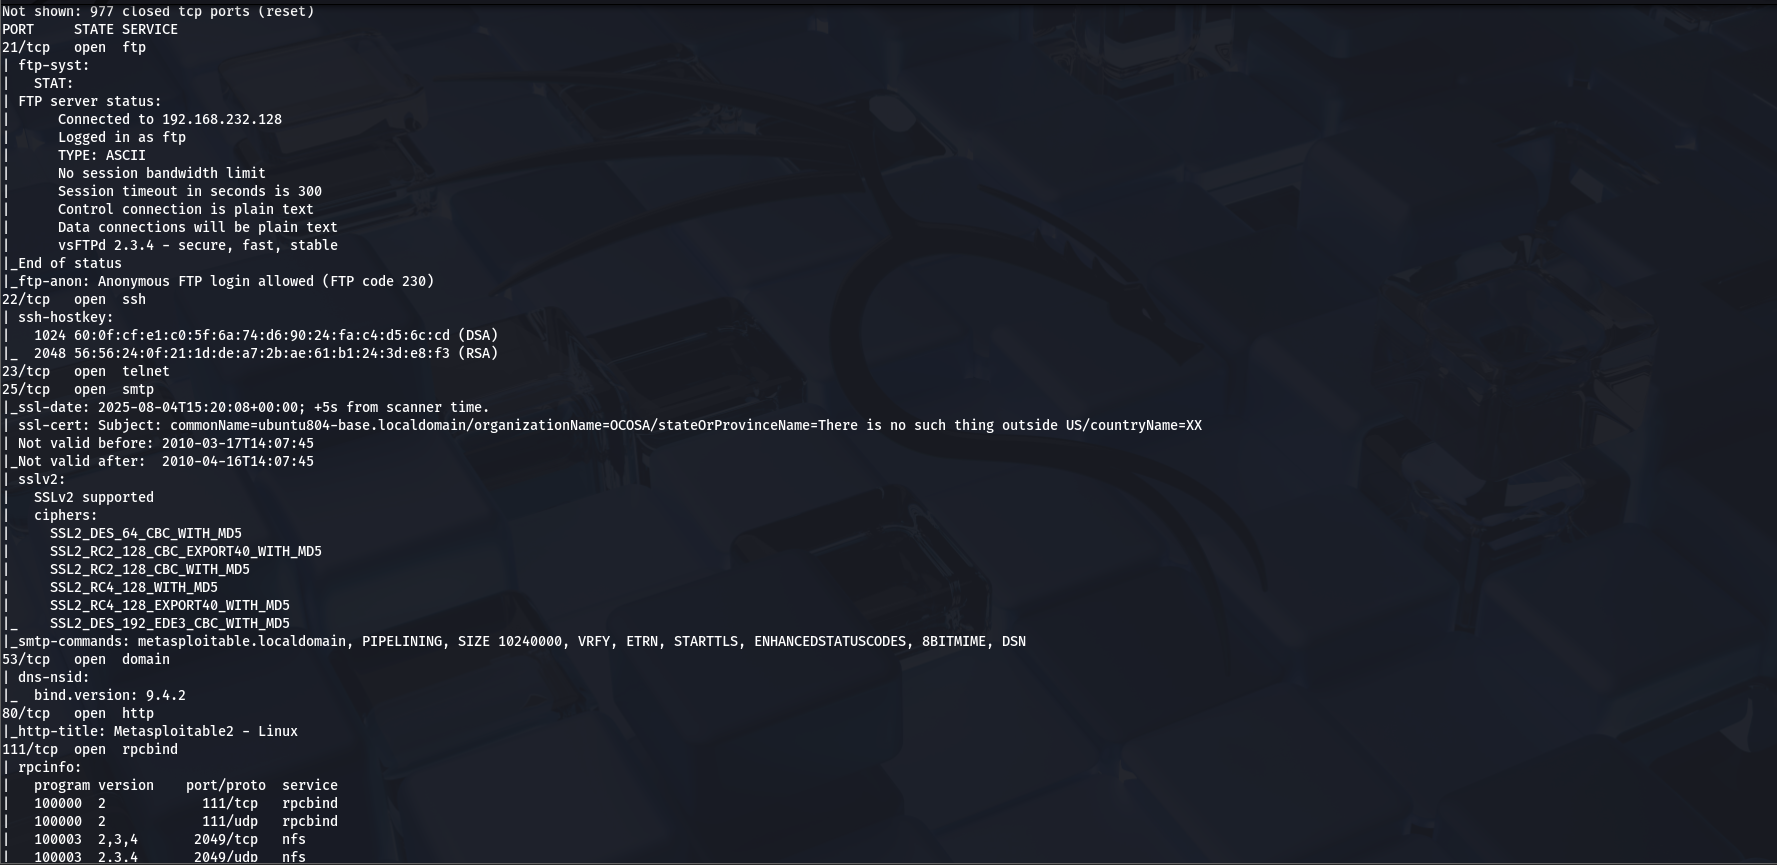 Not shown: 977 closed tcp ports (reset)
PORT     STATE SERVICE
21/tcp   open  ftp
| ftp-syst:
|   STAT:
| FTP server status:
|      Connected to 192.168.232.128
|      Logged in as ftp
|      TYPE: ASCII
|      No session bandwidth limit
|      Session timeout in seconds is 300
|      Control connection is plain text
|      Data connections will be plain text
|      vsFTPd 2.3.4 - secure, fast, stable
|_End of status
|_ftp-anon: Anonymous FTP login allowed (FTP code 230)
22/tcp   open  ssh
| ssh-hostkey:
|   1024 60:0f:cf:e1:c0:5f:6a:74:d6:90:24:fa:c4:d5:6c:cd (DSA)
|_  2048 56:56:24:0f:21:1d:de:a7:2b:ae:61:b1:24:3d:e8:f3 (RSA)
23/tcp   open  telnet
25/tcp   open  smtp
|_ssl-date: 2025-08-04T15:20:08+00:00; +5s from scanner time.
| ssl-cert: Subject: commonName=ubuntu804-base.localdomain/organizationName=OCOSA/stateOrProvinceName=There is no such thing outside US/countryName=XX
| Not valid before: 2010-03-17T14:07:45
|_Not valid after:  2010-04-16T14:07:45
| sslv2:
|   SSLv2 supported
|   ciphers:
|     SSL2_DES_64_CBC_WITH_MD5
|     SSL2_RC2_128_CBC_EXPORT40_WITH_MD5
|     SSL2_RC2_128_CBC_WITH_MD5
|     SSL2_RC4_128_WITH_MD5
|     SSL2_RC4_128_EXPORT40_WITH_MD5
|_    SSL2_DES_192_EDE3_CBC_WITH_MD5
|_smtp-commands: metasploitable.localdomain, PIPELINING, SIZE 10240000, VRFY, ETRN, STARTTLS, ENHANCEDSTATUSCODES, 8BITMIME, DSN
53/tcp   open  domain
| dns-nsid:
|_  bind.version: 9.4.2
80/tcp   open  http
|_http-title: Metasploitable2 - Linux
111/tcp  open  rpcbind
| rpcinfo:
|   program version    port/proto  service
|   100000  2            111/tcp   rpcbind
|   100000  2            111/udp   rpcbind
|   100003  2,3,4       2049/tcp   nfs
|   100003  2,3,4       2049/udp   nfs